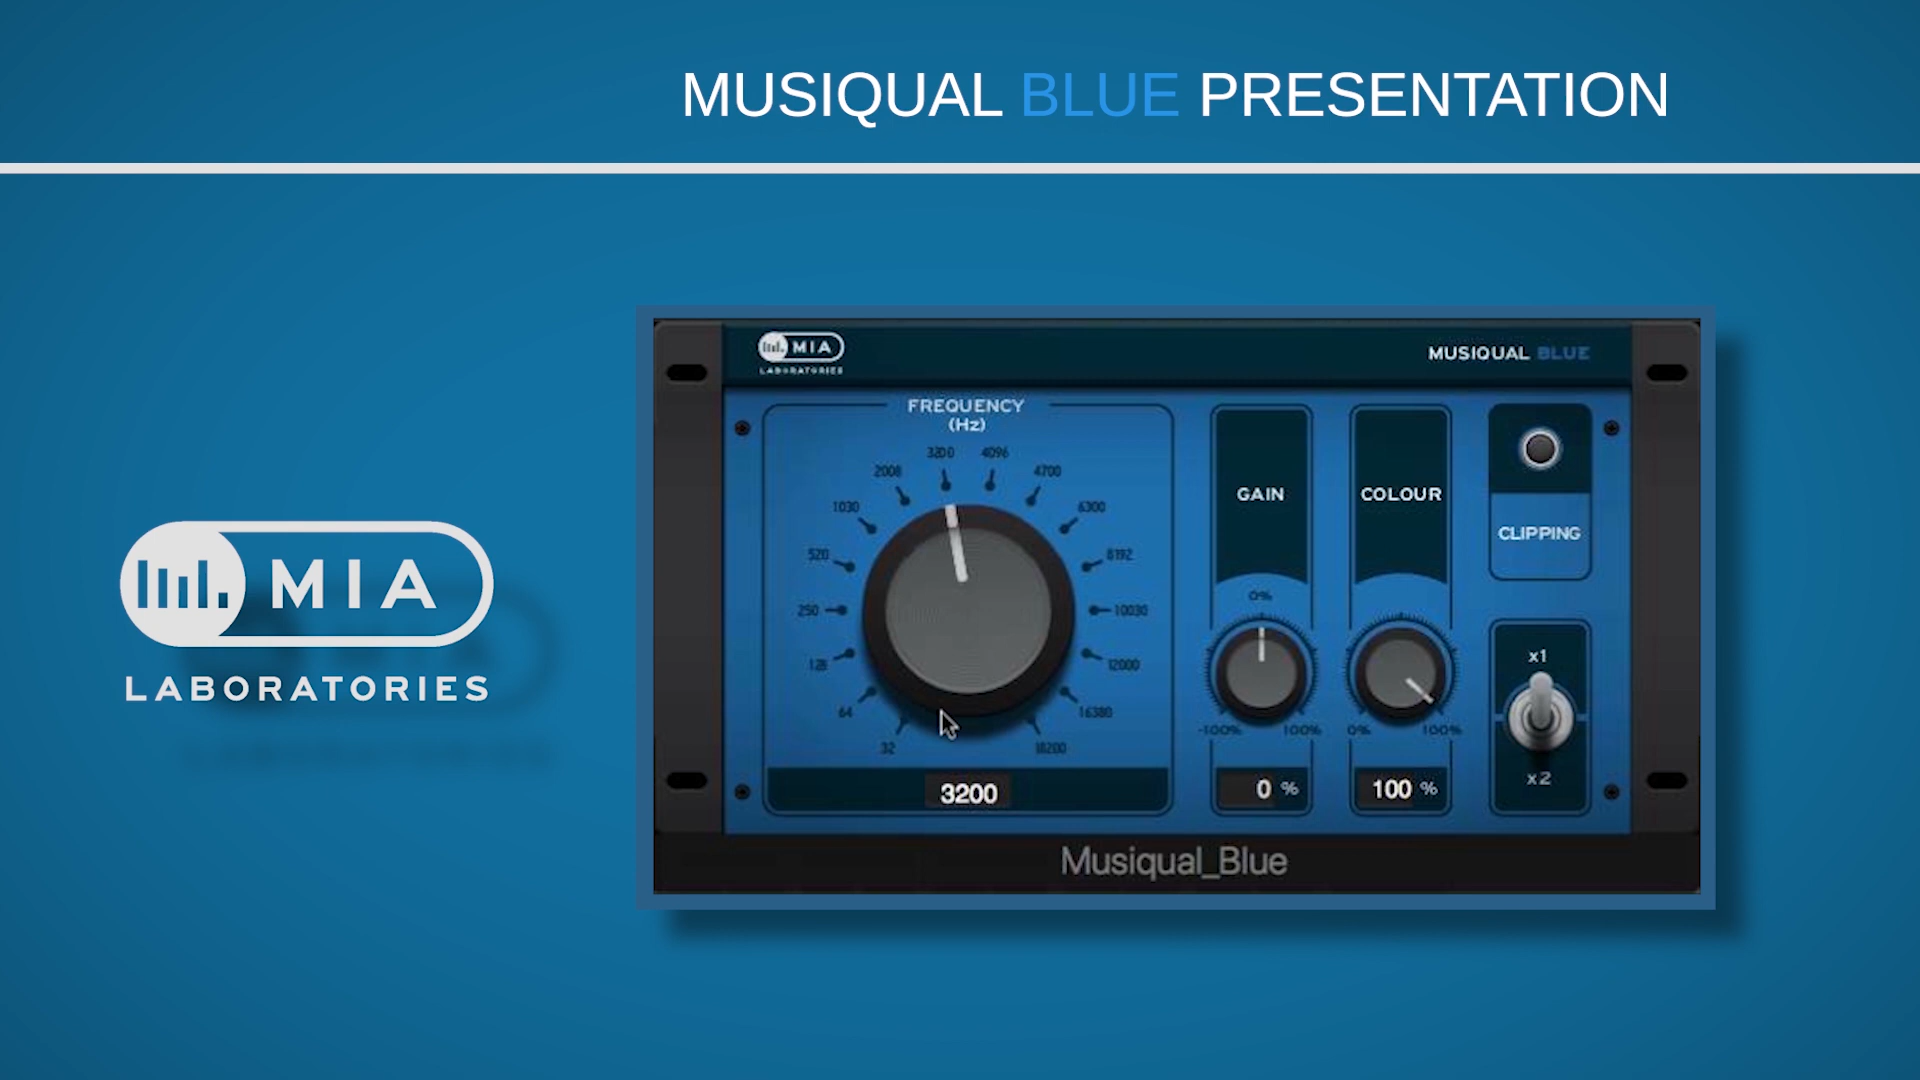 MUSIQUAL BLUE PRESENTATION
MIA
LABORATORIES
MIA
LABORATORIES
MUSIQUAL BLUE
FREQUENCY
(Hz)
32
64
128
250
520
1030
2008
3200
4096
4700
6300
8192
10030
12000
16380
18200
3200
GAIN
0%
-100% 100%
0 %
COLOUR
0% 100%
100 %
CLIPPING
x1
x2
Musiqual_Blue